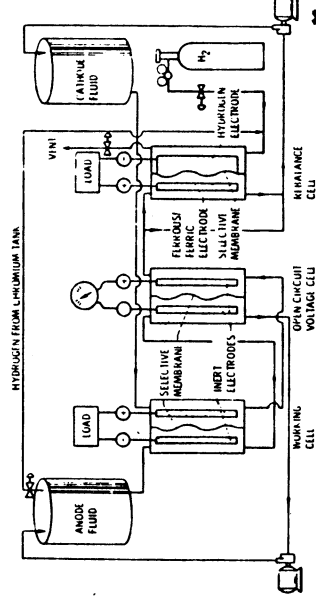 HYDROGEN FROM CHROMIUM TANK
CATHODE
FLUID
H2
VENT
LOAD
HYDROGEN
ELECTRODE
FERROUS/
FERRIC
ELECTRODE
SELECTIVE
MEMBRANE
REBALANCE
CELL
OPEN CIRCUIT
VOLTAGE CELL
SELECTIVE
MEMBRANE
INERT
ELECTRODES
LOAD
WORKING
CELL
ANODE
FLUID